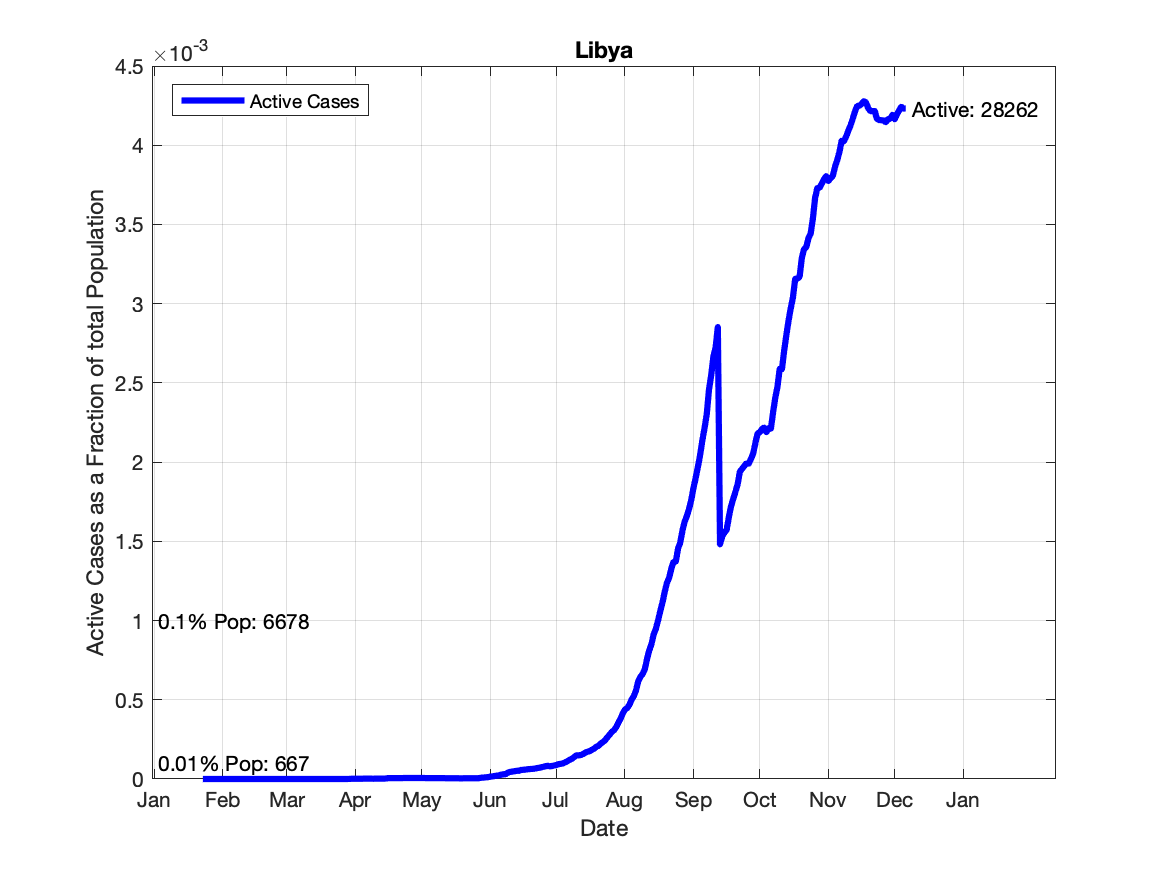 Libya
×10-3
4.5
4
3.5
3
2.5
2
1.5
1
0.5
0
Active Cases as a Fraction of total Population
Active Cases
Active: 28262
0.1% Pop: 6678
0.01% Pop: 667
Jan Feb Mar Apr May Jun Jul Aug Sep Oct Nov Dec Jan
Date